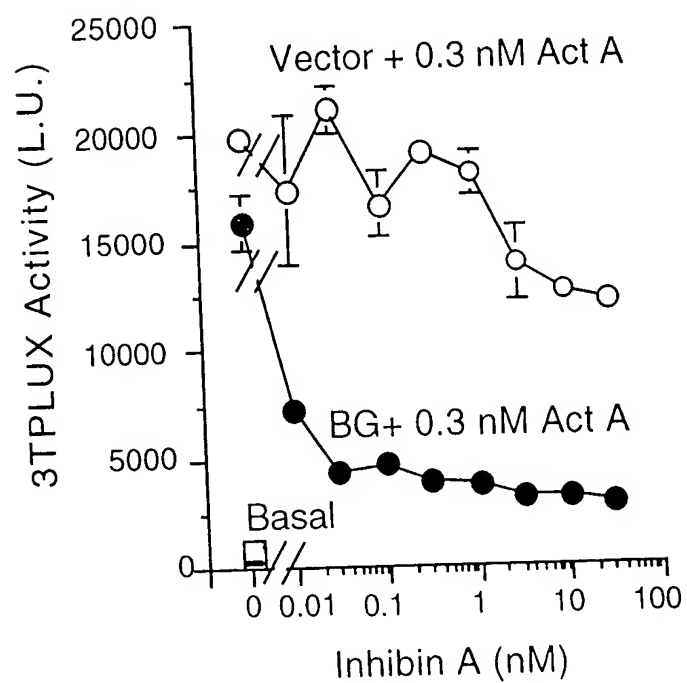 25000
Vector + 0.3 nM Act A
20000
15000
10000
BG+ 0.3 nM Act A
5000
Basal
0
0 0.01 0.1 1 10 100
Inhibin A (nM)
3TPLUX Activity (L.U.)